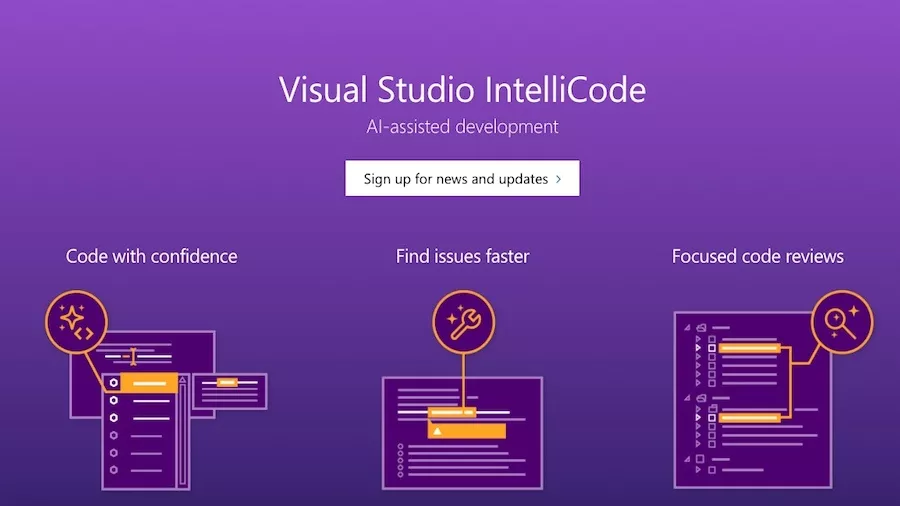 Visual Studio IntelliCode
AI-assisted development
Sign up for news and updates
Code with confidence
Find issues faster
Focused code reviews